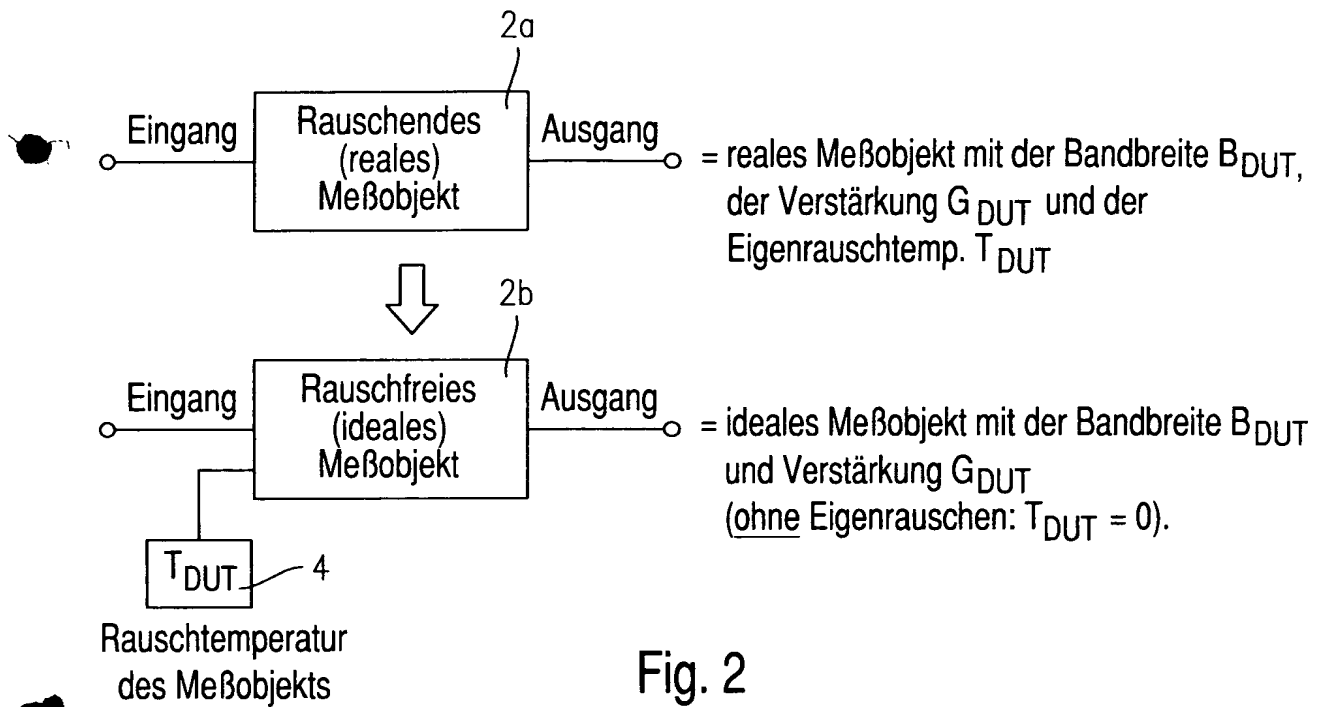 2a
Eingang
Rauschendes
(reales)
Meßobjekt
Ausgang
= reales Meßobjekt mit der Bandbreite B_DUT,
der Verstärkung G_DUT und der
Eigenrauschtemp. T_DUT
2b
Eingang
Rauschfreies
(ideales)
Meßobjekt
Ausgang
= ideales Meßobjekt mit der Bandbreite B_DUT
und Verstärkung G_DUT
(ohne Eigenrauschen: T_DUT = 0).
T_DUT
4
Rauschtemperatur
des Meßobjekts
Fig. 2